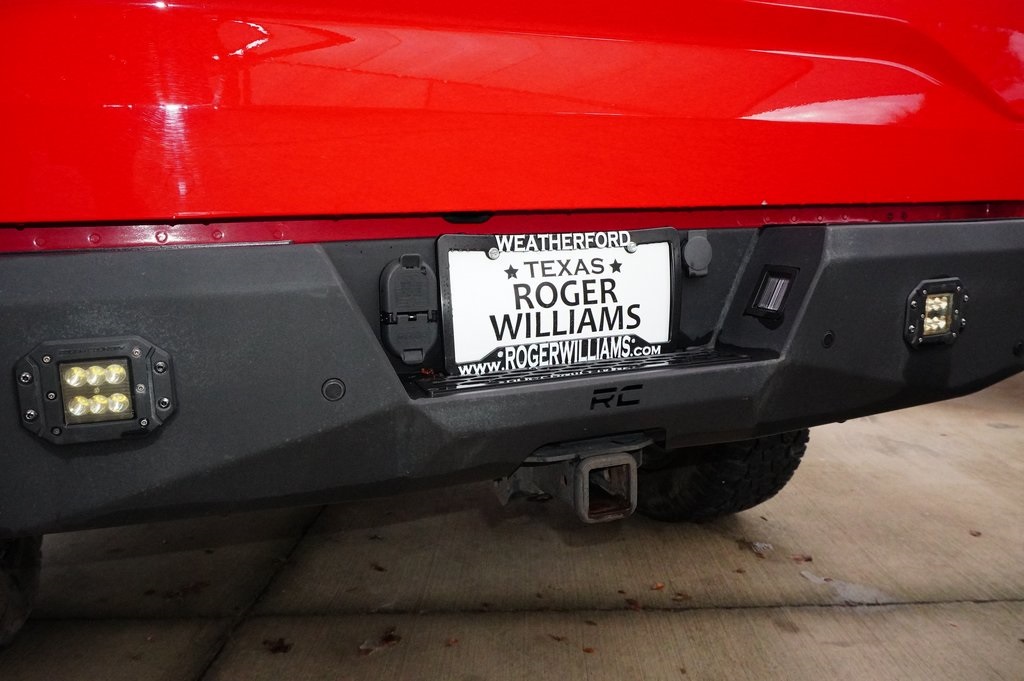 WEATHERFORD
★ TEXAS ★
ROGER
WILLIAMS
www.ROGERWILLIAMS.com
RC